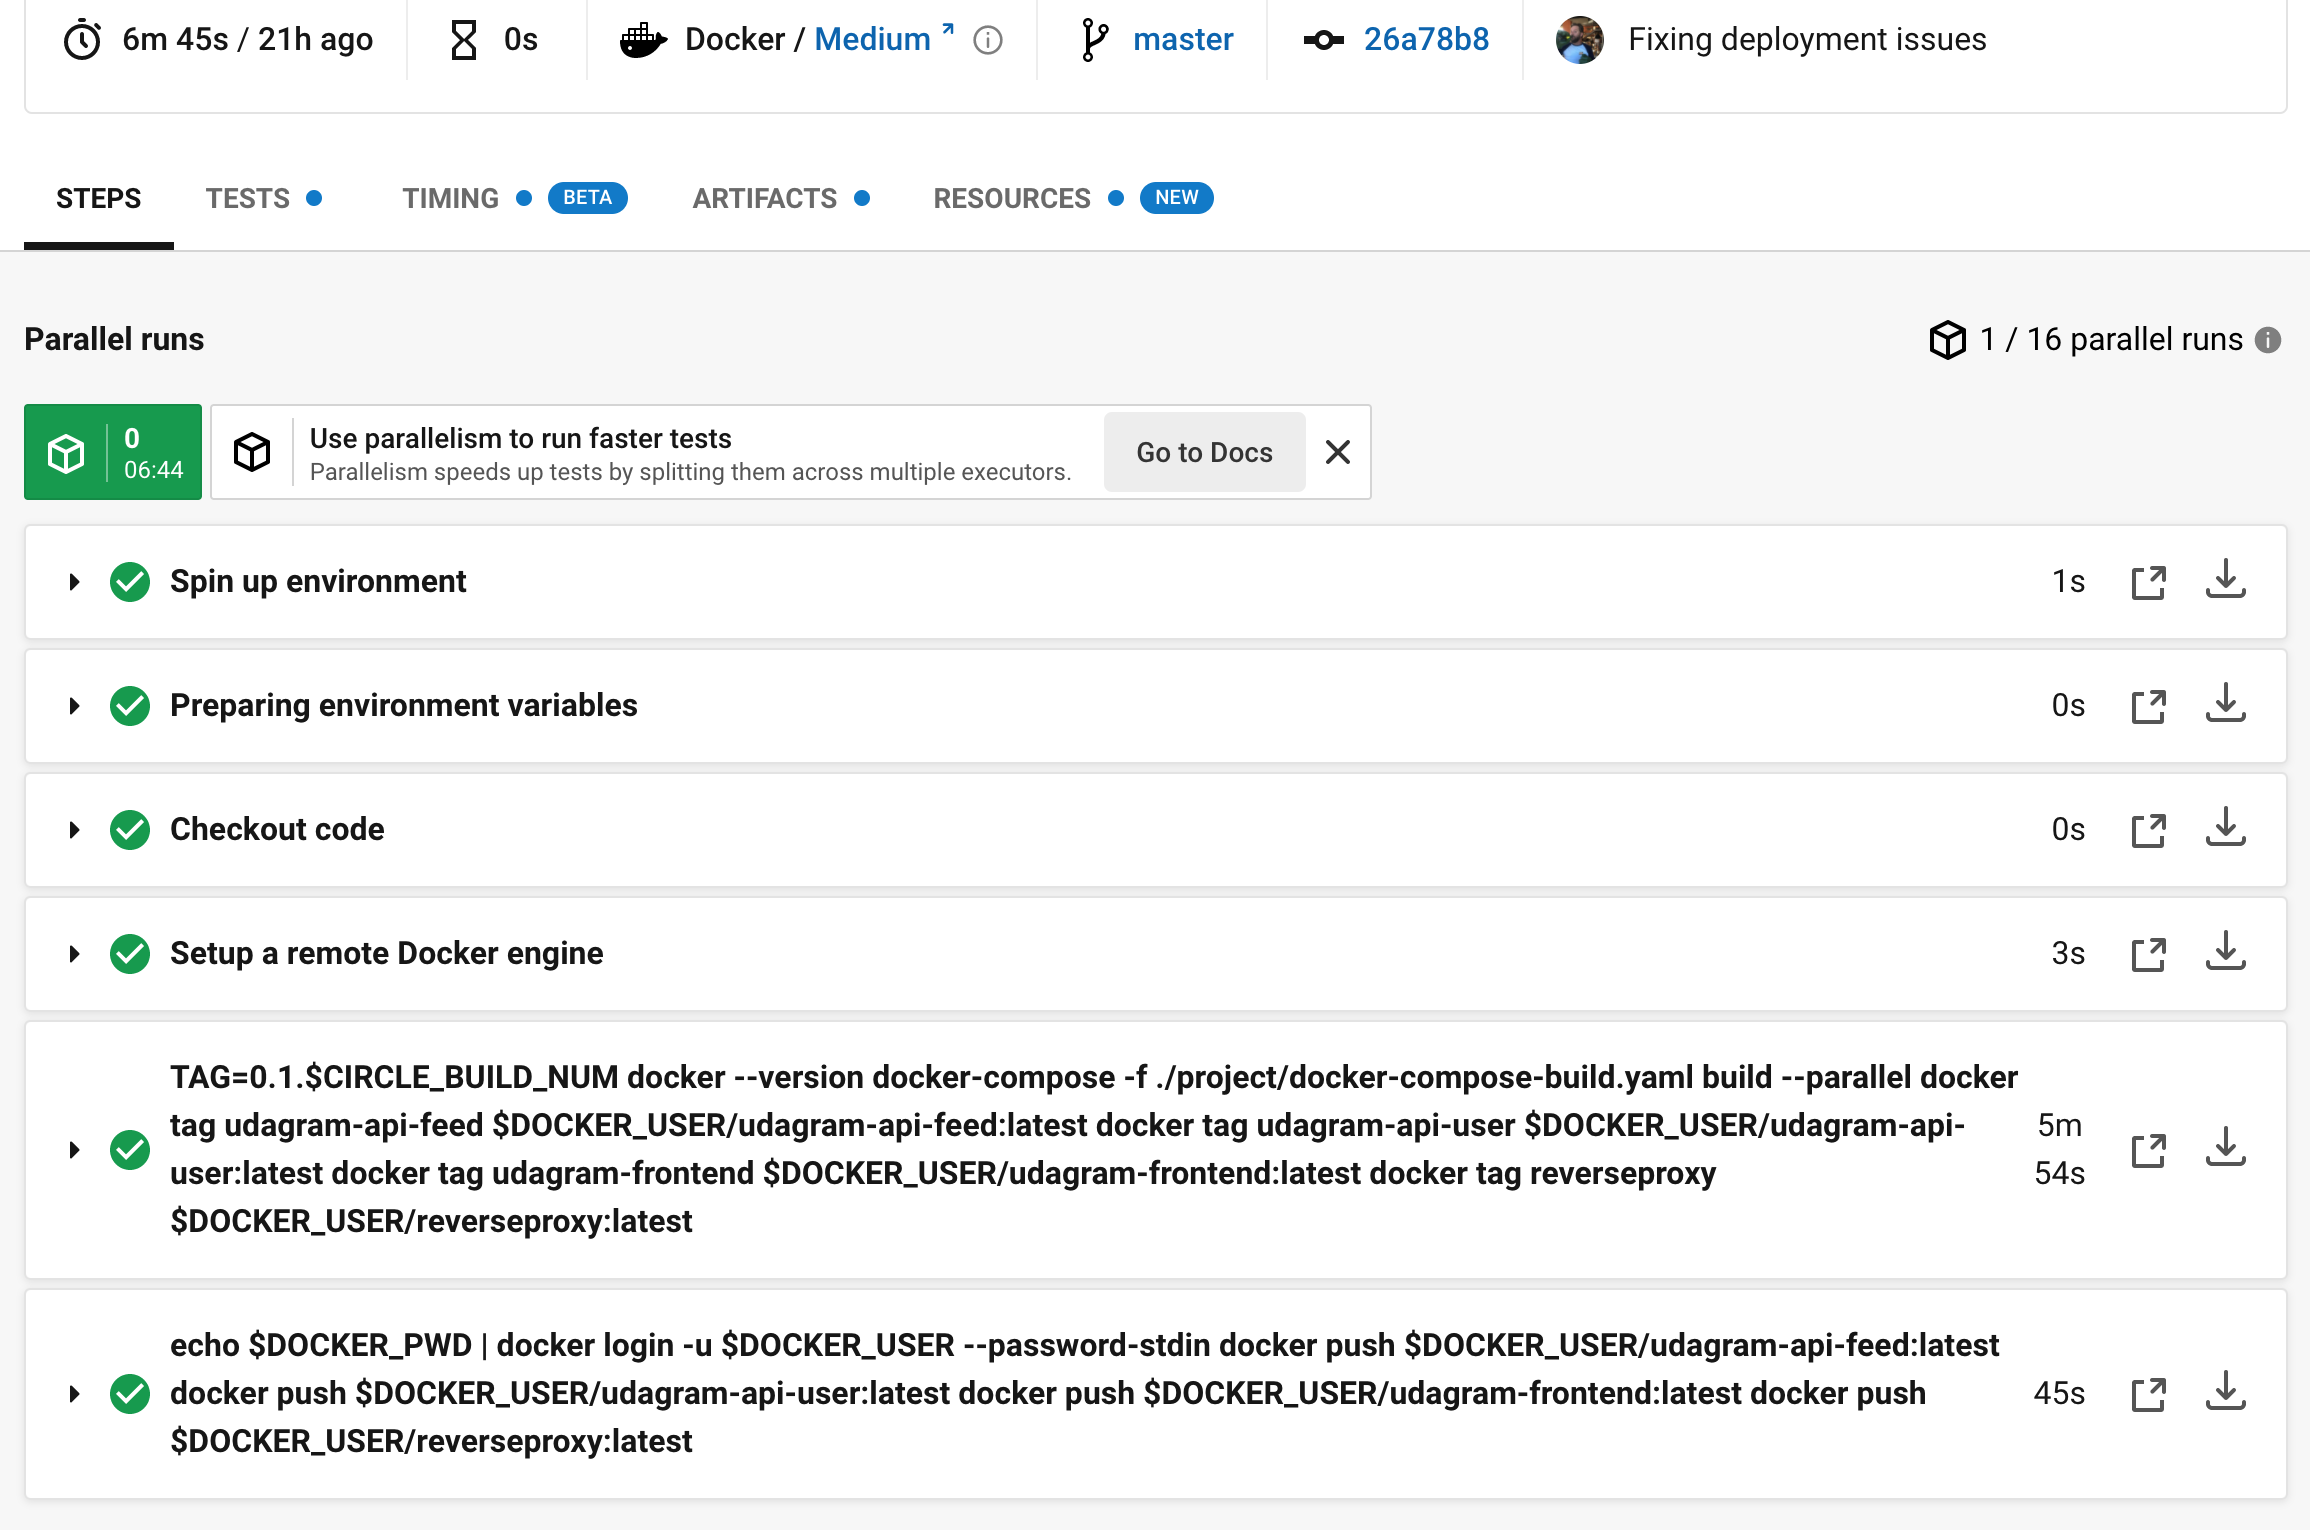 6m 45s / 21h ago
0s
Docker / Medium
master
26a78b8
Fixing deployment issues
STEPS
TESTS
TIMING
BETA
ARTIFACTS
RESOURCES
NEW
Parallel runs
1 / 16 parallel runs
0
06:44
Use parallelism to run faster tests
Parallelism speeds up tests by splitting them across multiple executors.
Go to Docs
Spin up environment
1s
Preparing environment variables
0s
Checkout code
0s
Setup a remote Docker engine
3s
TAG=0.1.$CIRCLE_BUILD_NUM docker --version docker-compose -f ./project/docker-compose-build.yaml build --parallel docker
tag udagram-api-feed $DOCKER_USER/udagram-api-feed:latest docker tag udagram-api-user $DOCKER_USER/udagram-api-
user:latest docker tag udagram-frontend $DOCKER_USER/udagram-frontend:latest docker tag reverseproxy
$DOCKER_USER/reverseproxy:latest
5m
54s
echo $DOCKER_PWD | docker login -u $DOCKER_USER --password-stdin docker push $DOCKER_USER/udagram-api-feed:latest
docker push $DOCKER_USER/udagram-api-user:latest docker push $DOCKER_USER/udagram-frontend:latest docker push
$DOCKER_USER/reverseproxy:latest
45s